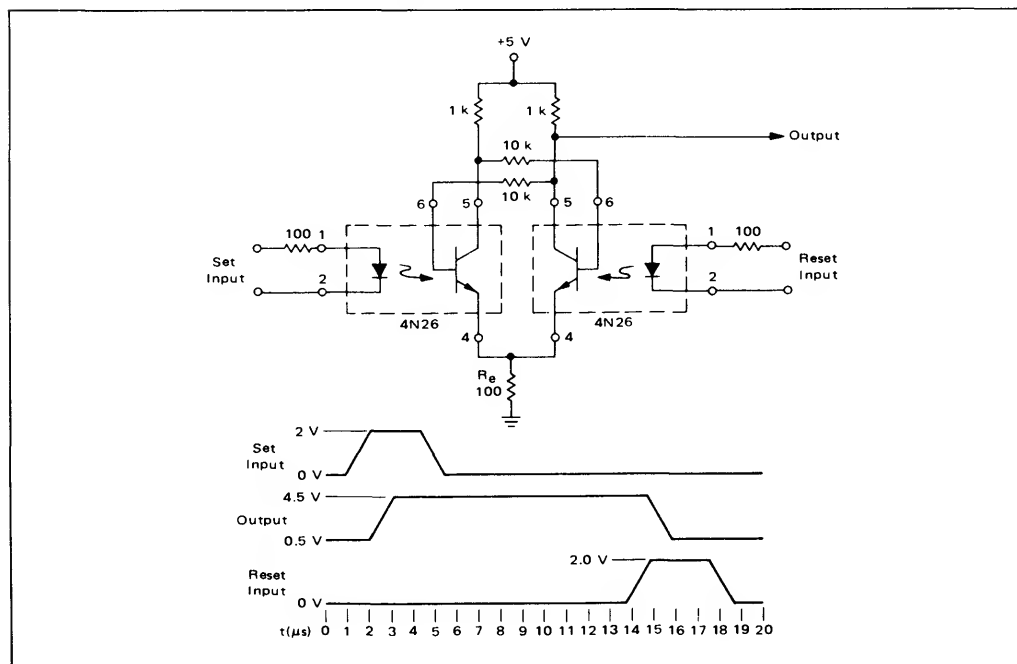 +5 V
1 k 1 k
Output
10 k
10 k
6 5 5 6
100 1 1 100
Set Input
Reset Input
2 2
4N26 4N26
4 4
Re 100
2 V
Set Input
0 V
4.5 V
Output
0.5 V
2.0 V
Reset Input
0 V
t(μs) 0 1 2 3 4 5 6 7 8 9 10 11 12 13 14 15 16 17 18 19 20